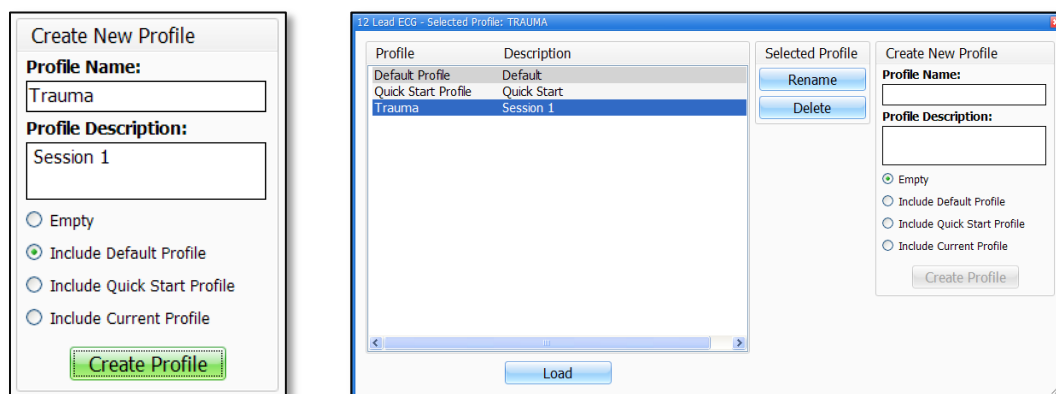 Create New Profile
Profile Name:
Trauma
Profile Description:
Session 1
Empty
Include Default Profile
Include Quick Start Profile
Include Current Profile
Create Profile
12 Lead ECG - Selected Profile: TRAUMA
Profile Description
Default Profile Default
Quick Start Profile Quick Start
Trauma Session 1
Load
Selected Profile
Rename
Delete
Create New Profile
Profile Name:
Profile Description:
Empty
Include Default Profile
Include Quick Start Profile
Include Current Profile
Create Profile